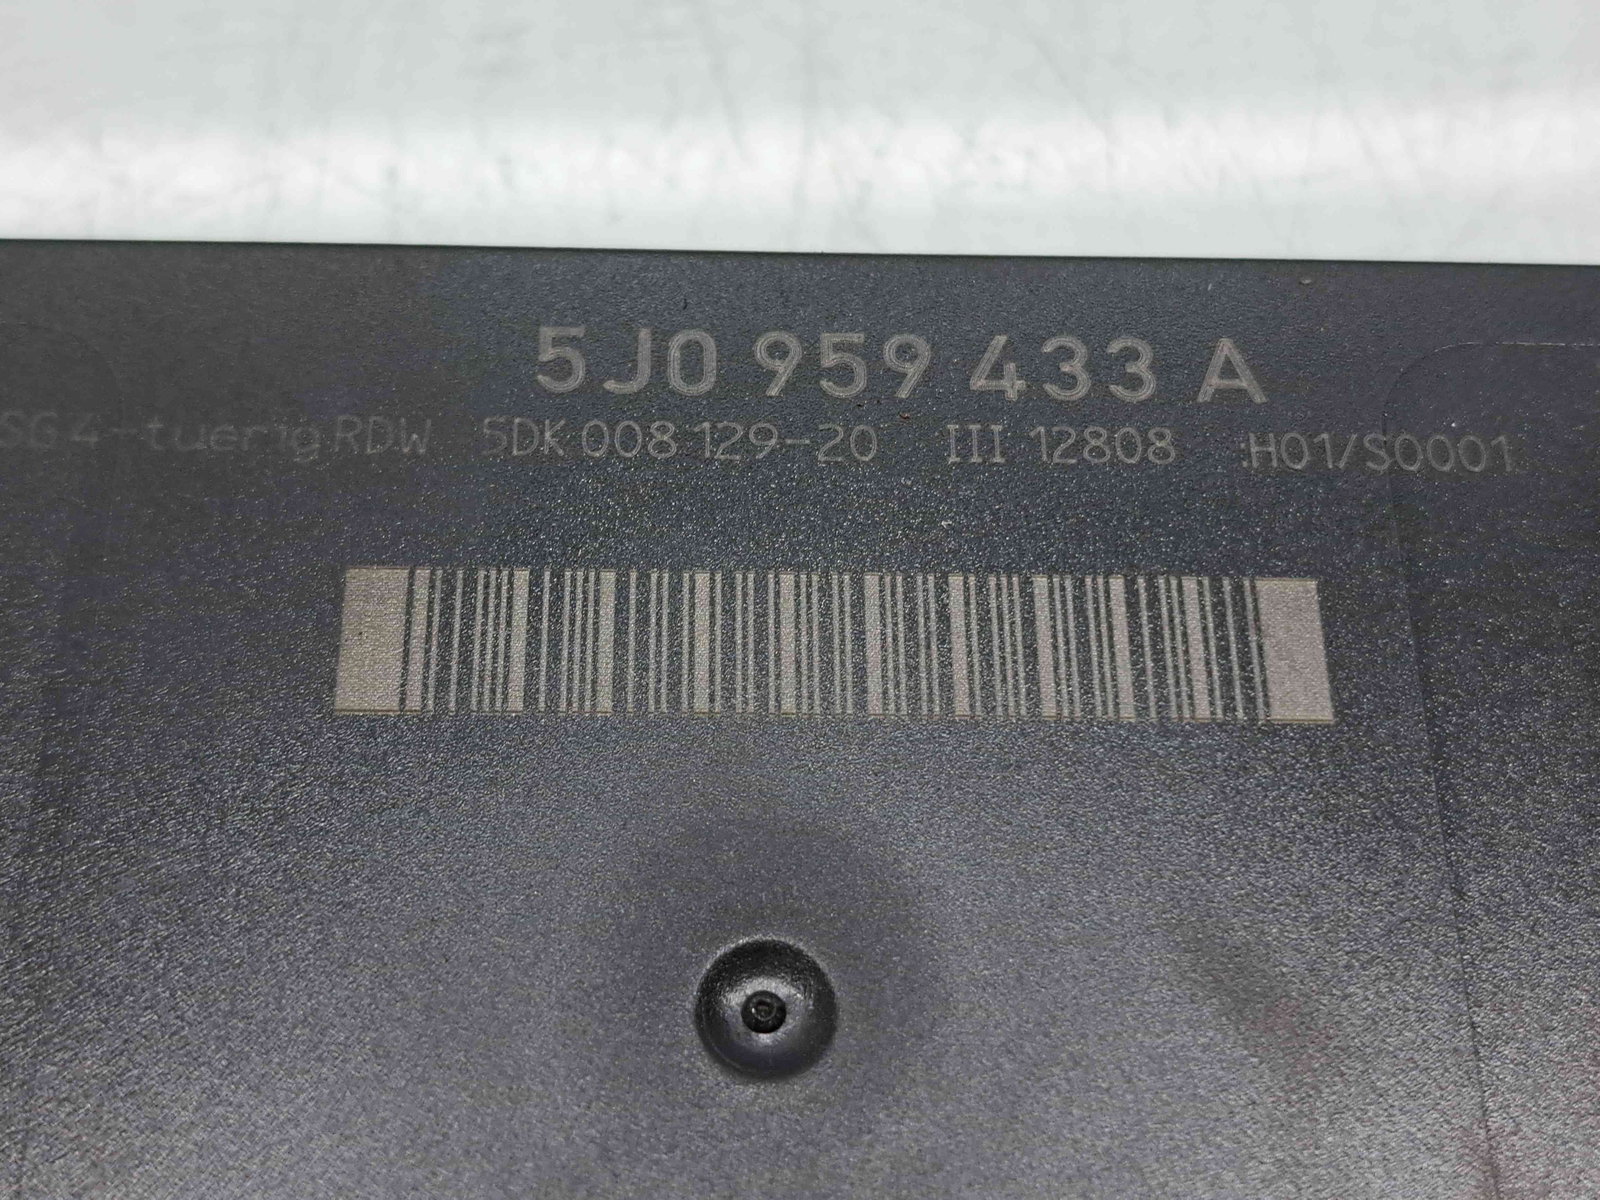 5J0 959 433 A
SG 4-tuerig RDW 5DK 008 129-20 III 12808 :H01/S0001